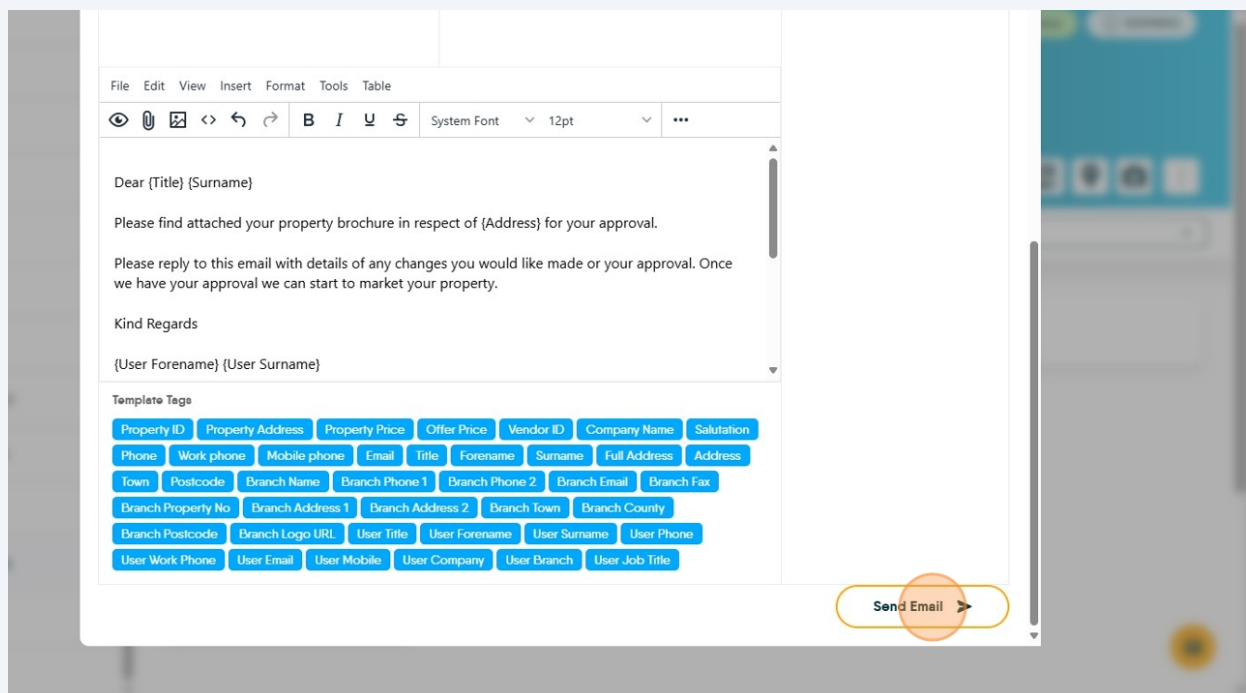 File Edit View Insert Format Tools Table
B I U S System Font 12pt
Dear {Title} {Surname}
Please find attached your property brochure in respect of {Address} for your approval.
Please reply to this email with details of any changes you would like made or your approval. Once
we have your approval we can start to market your property.
Kind Regards
{User Forename} {User Surname}
Template Tags
Property ID Property Address Property Price Offer Price Vendor ID Company Name Salutation
Phone Work phone Mobile phone Email Title Forename Surname Full Address Address
Town Postcode Branch Name Branch Phone 1 Branch Phone 2 Branch Email Branch Fax
Branch Property No Branch Address 1 Branch Address 2 Branch Town Branch County
Branch Postcode Branch Logo URL User Title User Forename User Surname User Phone
User Work Phone User Email User Mobile User Company User Branch User Job Title
Send Email